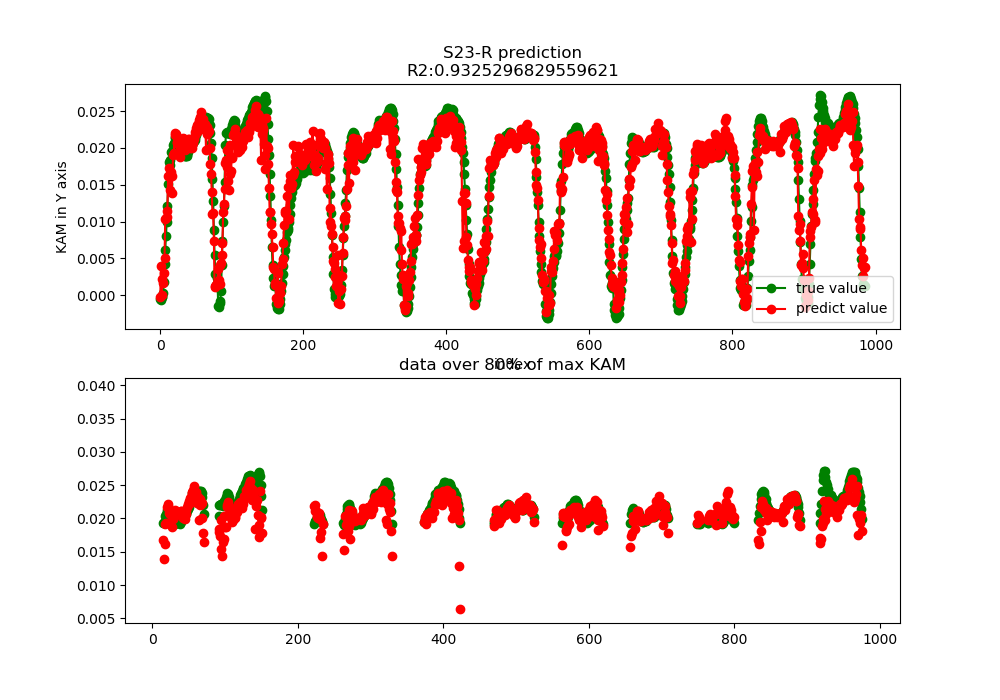 S23-R prediction
R2:0.9325296829559621
KAM in Y axis
0.025
0.020
0.015
0.010
0.005
0.000
true value
predict value
0 200 400 600 800 1000
index
data over 80% of max KAM
0.040
0.035
0.030
0.025
0.020
0.015
0.010
0.005
0 200 400 600 800 1000